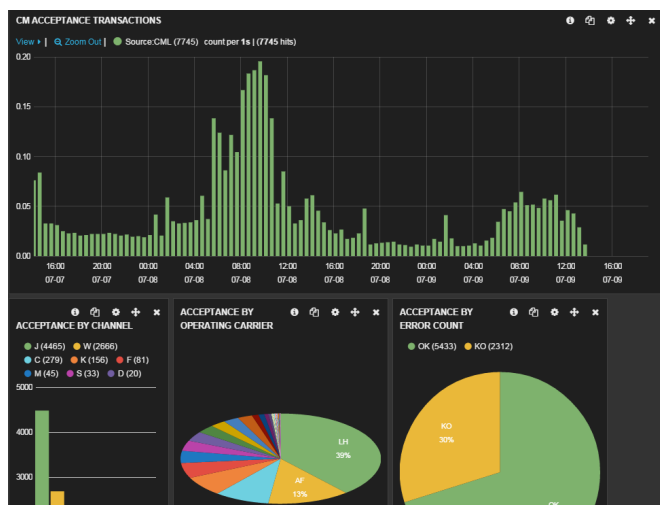 CM ACCEPTANCE TRANSACTIONS
View | Zoom Out | Source:CML (7745) count per 1s | (7745 hits)
0.20
0.15
0.10
0.05
0.00
16:00 20:00 00:00 04:00 08:00 12:00 16:00 20:00 00:00 04:00 08:00 12:00 16:00
07-07 07-07 07-08 07-08 07-08 07-08 07-08 07-08 07-09 07-09 07-09 07-09 07-09
ACCEPTANCE BY CHANNEL
J (4465) W (2666)
C (279) K (156) F (81)
M (45) S (33) D (20)
5000
4000
3000
ACCEPTANCE BY
OPERATING CARRIER
LH
39%
AF
13%
ACCEPTANCE BY
ERROR COUNT
OK (5433) KO (2312)
KO
30%
OK